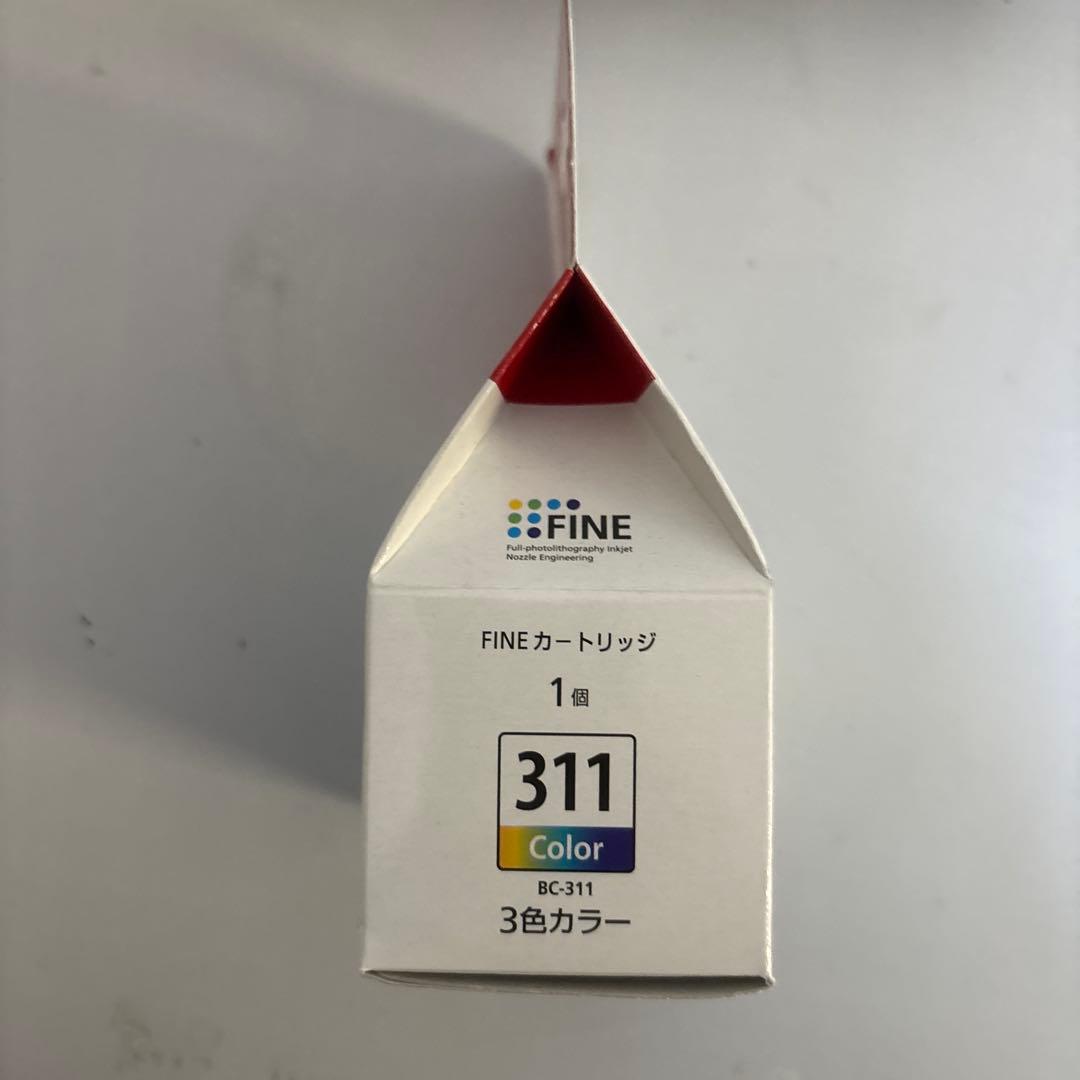 FINE
Full-photolithography Inkjet
Nozzle Engineering
FINEカートリッジ
1個
311
Color
BC-311
3色カラー